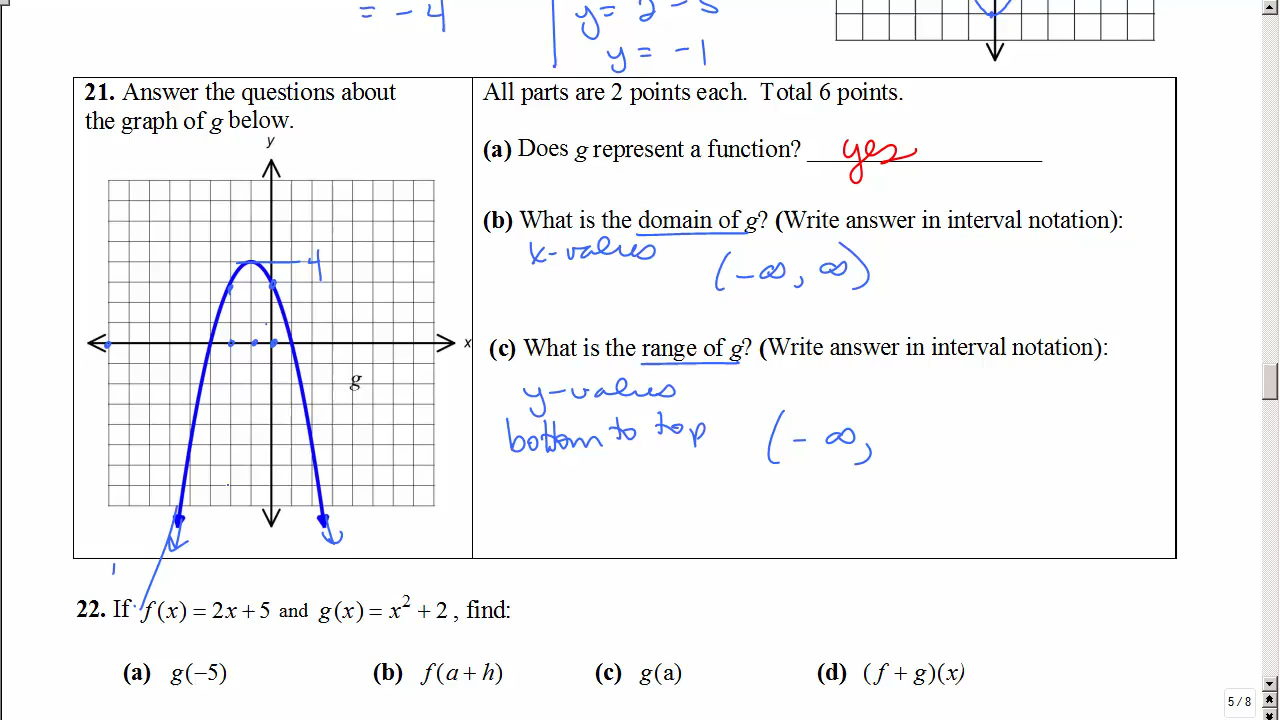 = - 4
y = 2 - 3
y = -1
21. Answer the questions about
the graph of g below.
y
4
x
g
All parts are 2 points each. Total 6 points.
(a) Does g represent a function? yes
(b) What is the domain of g? (Write answer in interval notation):
x-values (-∞, ∞)
(c) What is the range of g? (Write answer in interval notation):
y-values
bottom to top (-∞,
22. If f(x) = 2x + 5 and g(x) = x² + 2 , find:
(a) g(−5) (b) f(a + h) (c) g(a) (d) (f + g)(x)
5 / 8